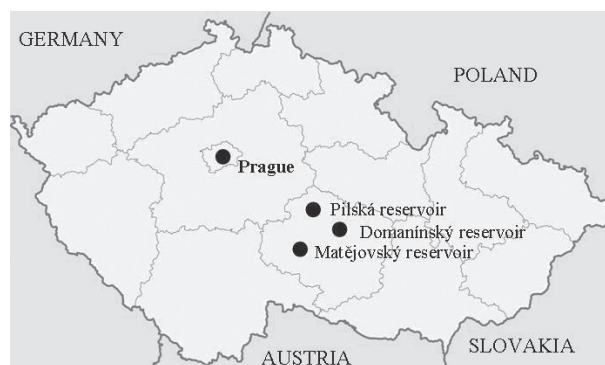 GERMANY
POLAND
Prague
Pilská reservoir
Domanínský reservoir
Matějovský reservoir
SLOVAKIA
AUSTRIA